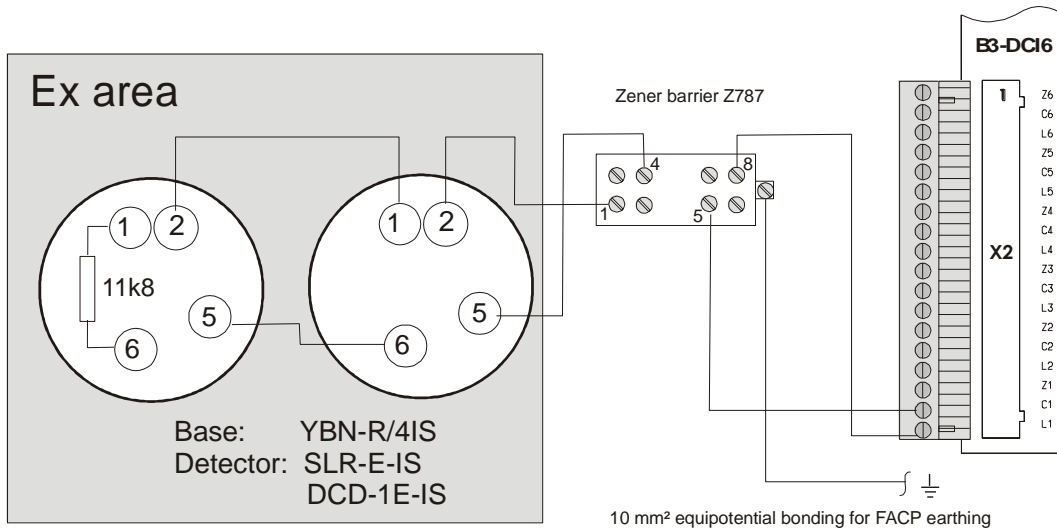 B3-DCI6
Ex area
Zener barrier Z787
1
Z6
C6
L6
Z5
C5
L5
Z4
C4
L4
X2
Z3
C3
L3
Z2
C2
L2
Z1
C1
L1
4
8
1
5
1
2
1
2
11k8
5
5
6
6
Base: YBN-R/4IS
Detector: SLR-E-IS
DCD-1E-IS
10 mm² equipotential bonding for FACP earthing